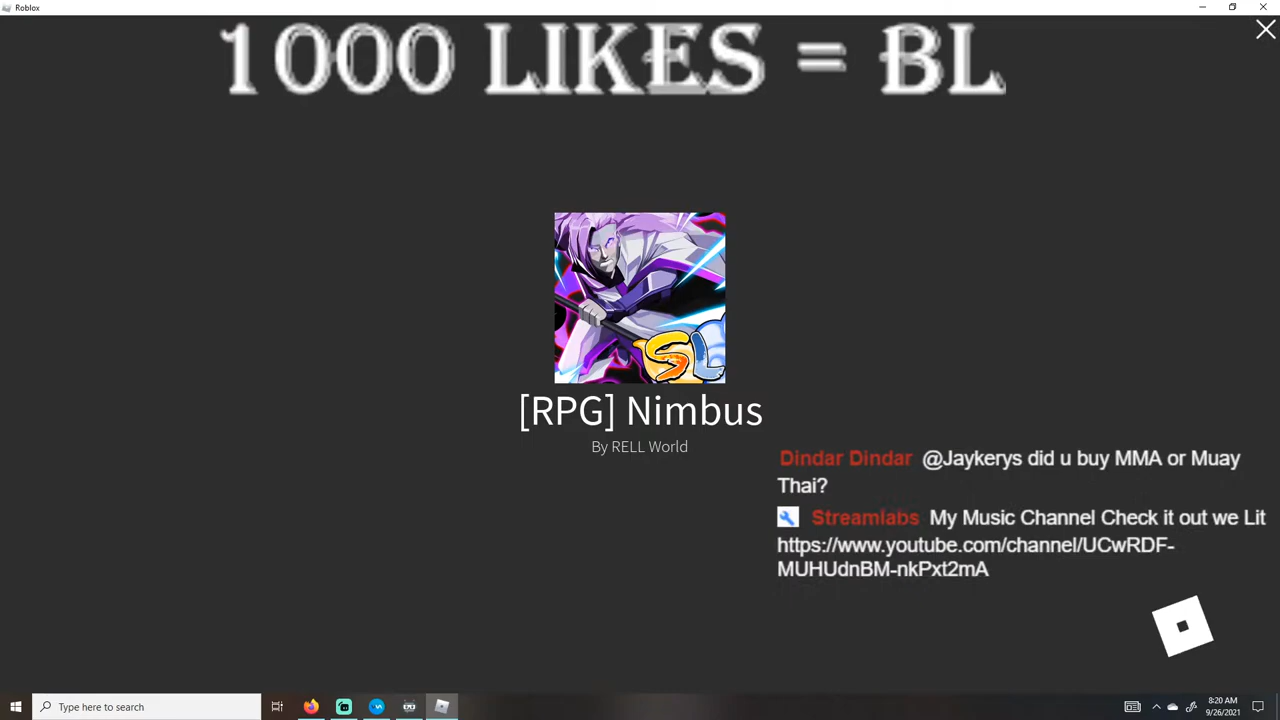 Roblox
1000 LIKES = BL
SL
[RPG] Nimbus
By RELL World
Dindar Dindar @Jaykerys did u buy MMA or Muay
Thai?
Streamlabs My Music Channel Check it out we Lit
https://www.youtube.com/channel/UCwRDF-
MUHUdnBM-nkPxt2mA
Type here to search
8:20 AM
9/26/2021